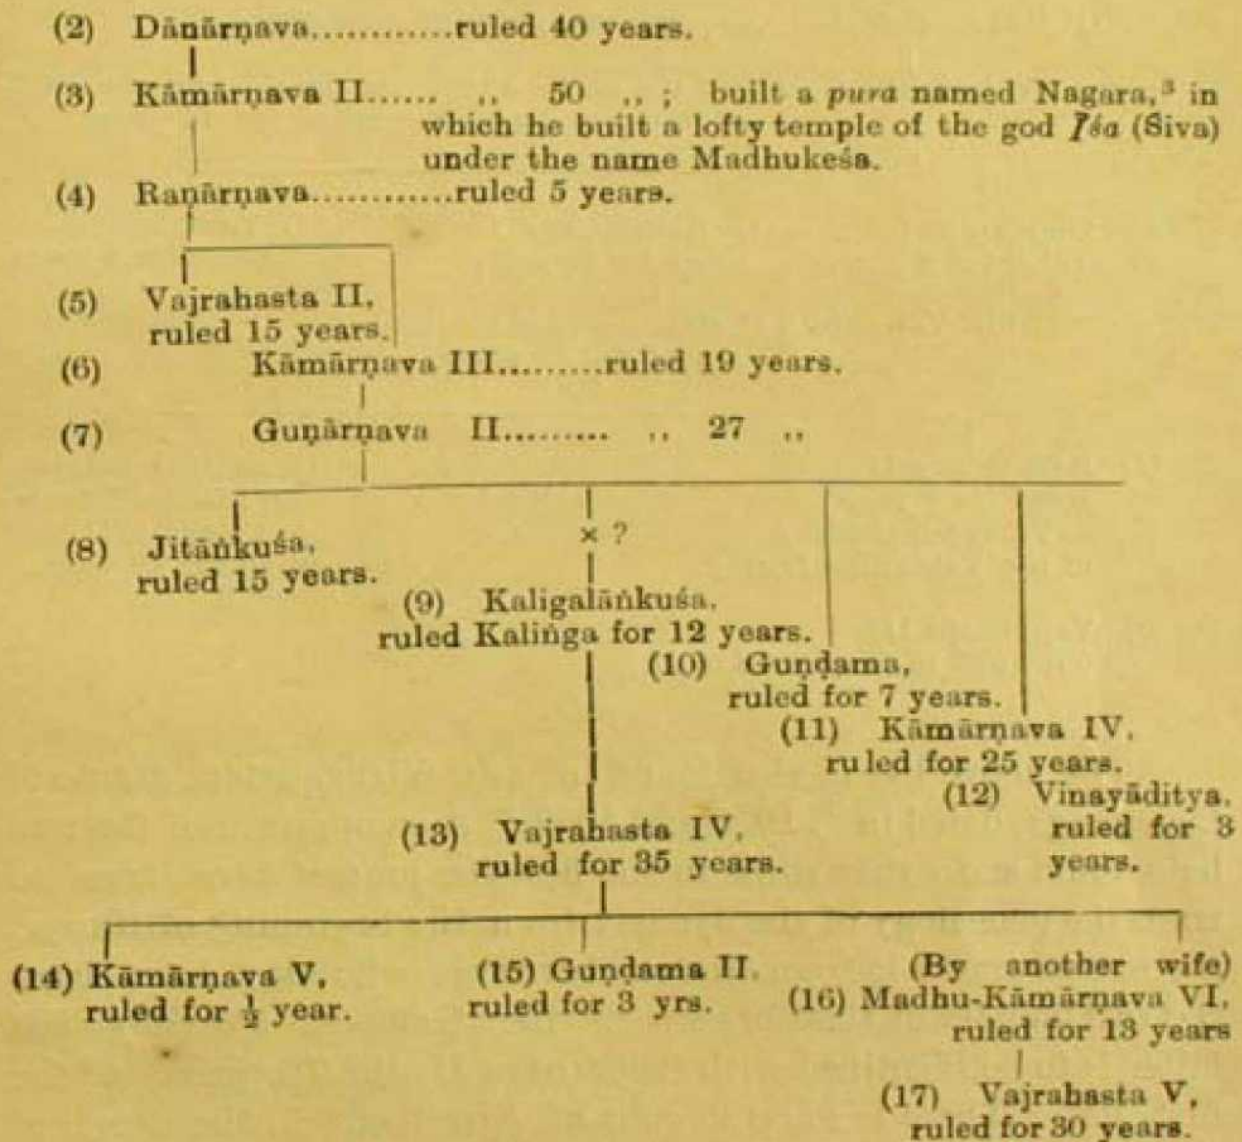 (2) Dānārṇava.............ruled 40 years.
(3) Kāmārṇava II...... ,, 50 ,, ; built a pura named Nagara,³ in
which he built a lofty temple of the god Īśa (Śiva)
under the name Madhukeśa.
(4) Raṇārṇava............ruled 5 years.
(5) Vajrahasta II,
ruled 15 years.
(6) Kāmārṇava III.........ruled 19 years.
(7) Guṇārṇava II......... ,, 27 ,,
(8) Jitāṅkuśa,
ruled 15 years.
× ?
(9) Kaligalāṅkuśa,
ruled Kaliṅga for 12 years.
(10) Guṇḍama,
ruled for 7 years.
(11) Kāmārṇava IV,
ruled for 25 years.
(12) Vinayāditya,
ruled for 3
years.
(13) Vajrahasta IV,
ruled for 35 years.
(14) Kāmārṇava V,
ruled for ½ year.
(15) Guṇḍama II.
ruled for 3 yrs.
(By another wife)
(16) Madhu-Kāmārṇava VI,
ruled for 13 years
(17) Vajrahasta V,
ruled for 30 years.